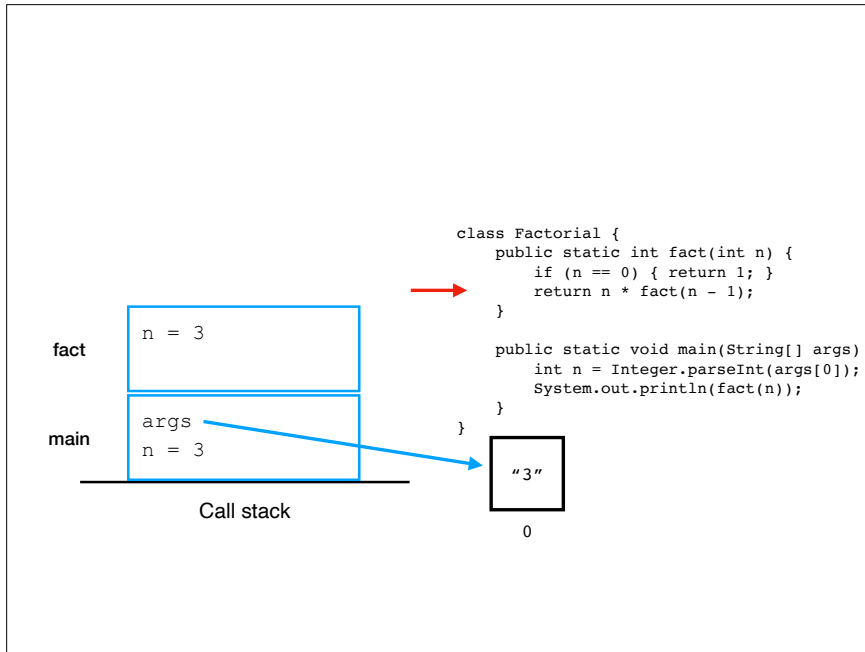 class Factorial {
    public static int fact(int n) {
        if (n == 0) { return 1; }
        return n * fact(n - 1);
    }

    public static void main(String[] args)
        int n = Integer.parseInt(args[0]);
        System.out.println(fact(n));
    }
}
fact
n = 3
main
args
n = 3
Call stack
“3”
0